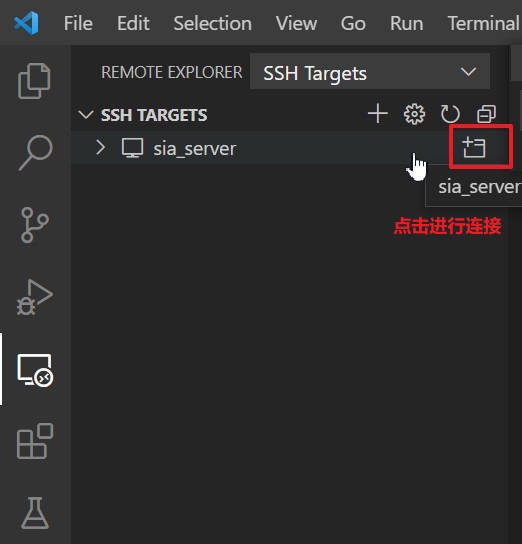 File Edit Selection View Go Run Terminal
REMOTE EXPLORER SSH Targets
SSH TARGETS
sia_server
sia_server
点击进行连接